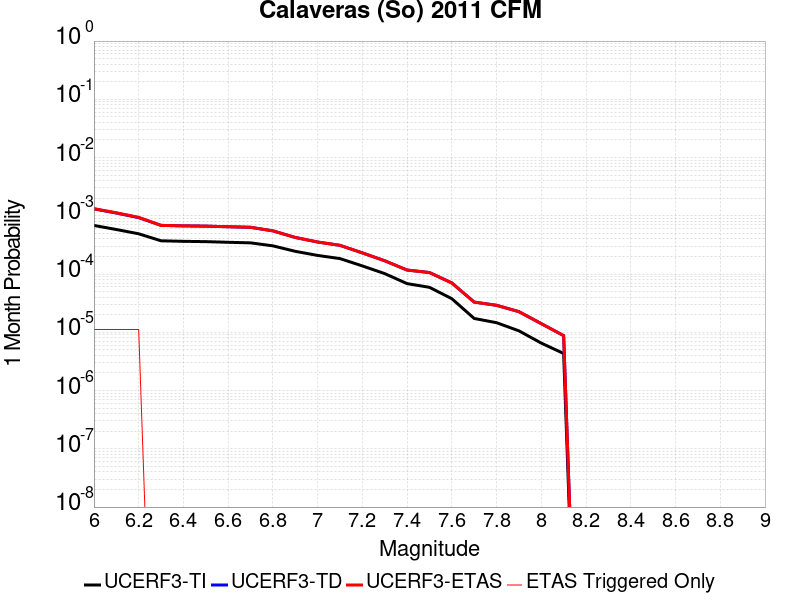 Calaveras (So) 2011 CFM
10^0
10^-1
10^-2
10^-3
10^-4
10^-5
10^-6
10^-7
10^-8
1 Month Probability
6 6.2 6.4 6.6 6.8 7 7.2 7.4 7.6 7.8 8 8.2 8.4 8.6 8.8 9
Magnitude
UCERF3-TI UCERF3-TD UCERF3-ETAS ETAS Triggered Only